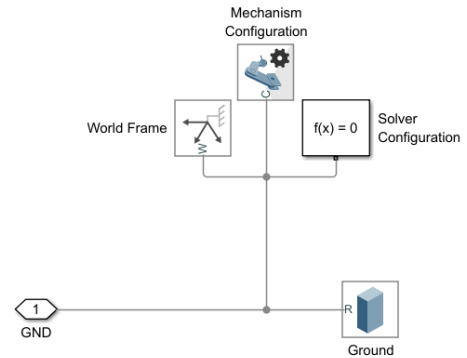 Mechanism
Configuration
C
World Frame
W
f(x) = 0
Solver
Configuration
1
GND
R
Ground